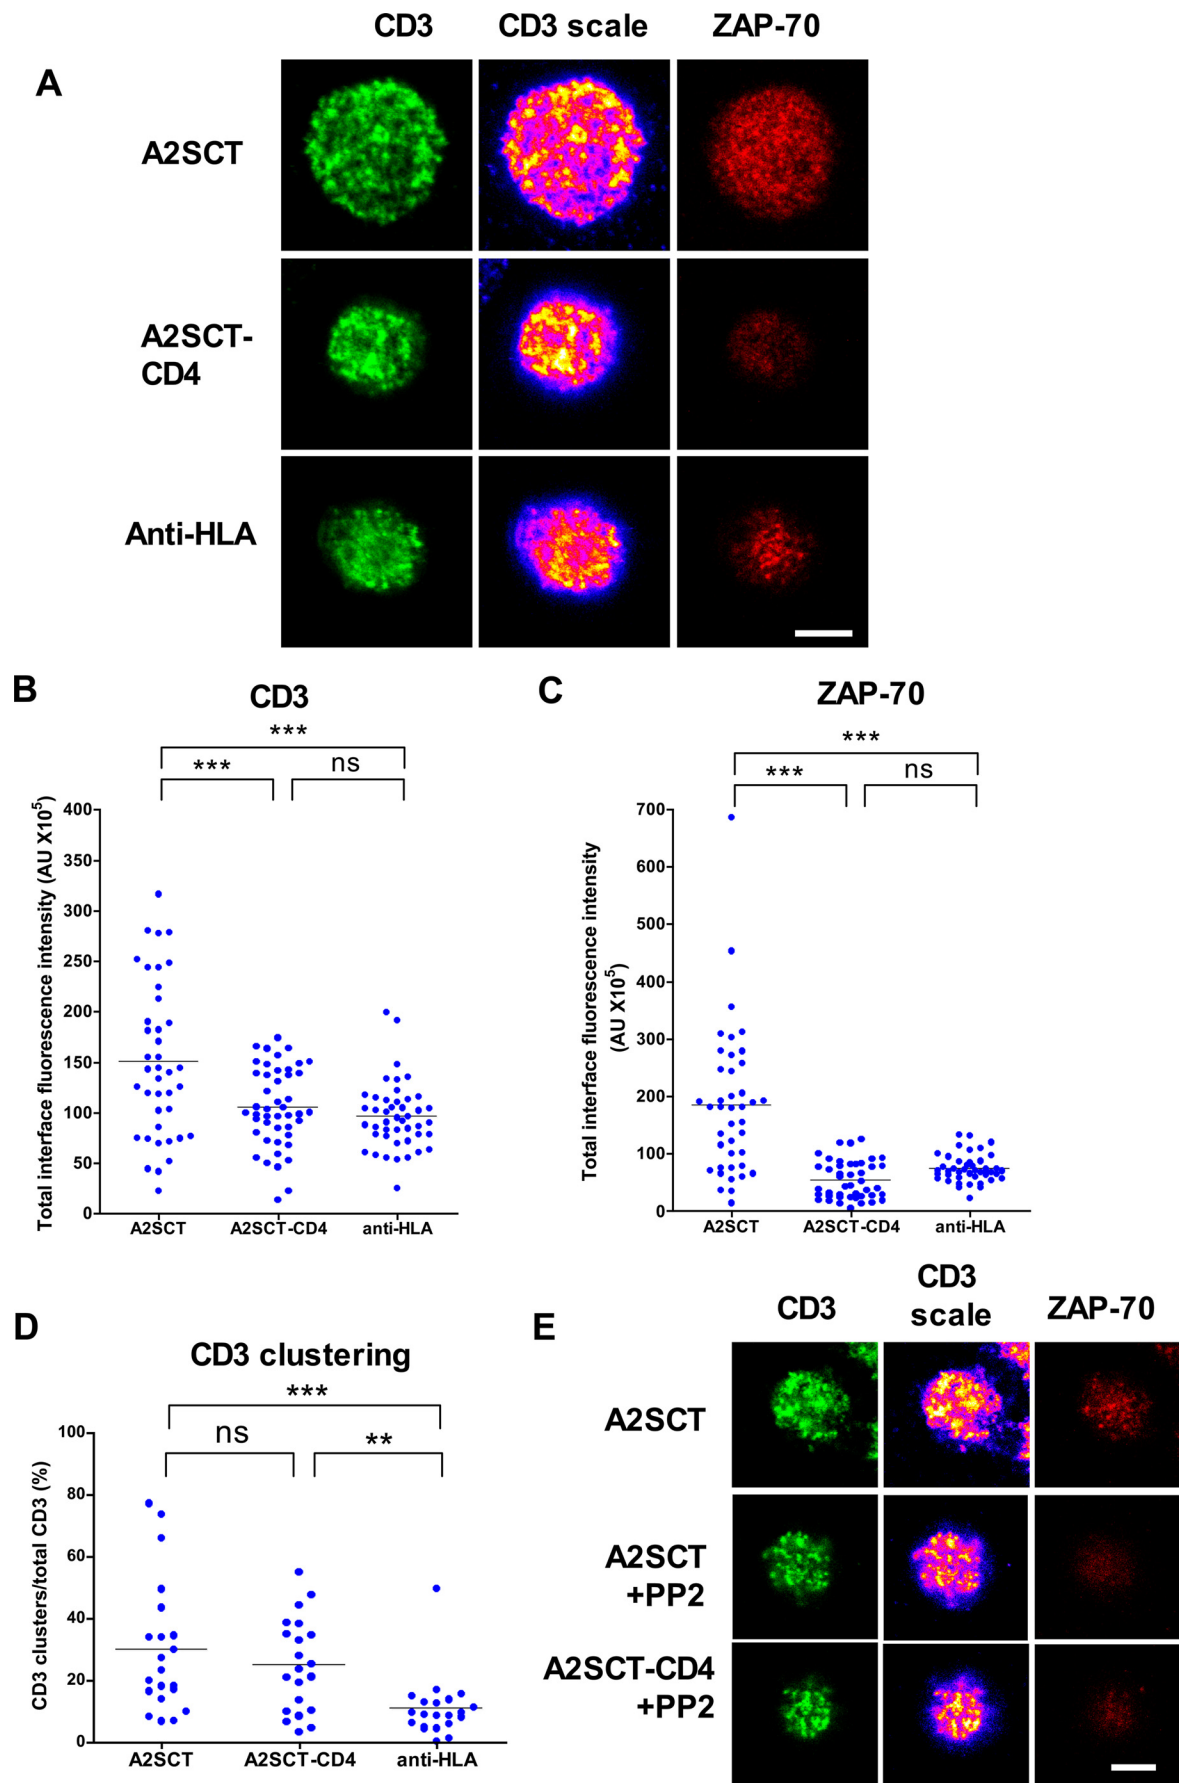 CD3 CD3 scale ZAP-70
A
A2SCT
A2SCT-
CD4
Anti-HLA
B
CD3
***
*** ns
Total interface fluorescence intensity (AU X10⁵)
400
350
300
250
200
150
100
50
0
A2SCT A2SCT-CD4 anti-HLA
C
ZAP-70
***
*** ns
Total interface fluorescence intensity
(AU X10⁵)
700
600
500
400
300
200
100
0
A2SCT A2SCT-CD4 anti-HLA
D
CD3 clustering
***
ns **
CD3 clusters/total CD3 (%)
100
80
60
40
20
0
A2SCT A2SCT-CD4 anti-HLA
E
CD3 CD3
scale ZAP-70
A2SCT
A2SCT
+PP2
A2SCT-CD4
+PP2